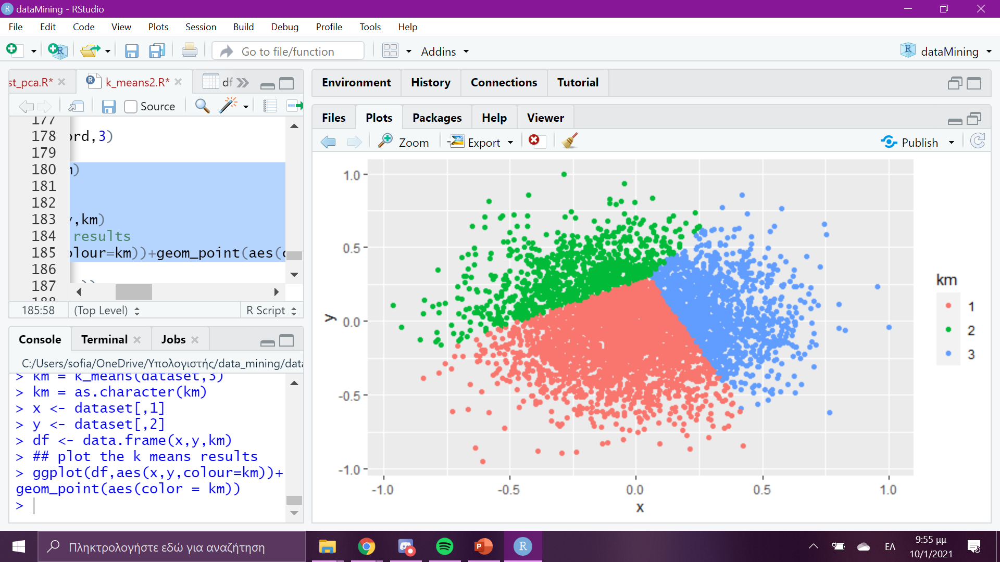 dataMining - RStudio
File Edit Code View Plots Session Build Debug Profile Tools Help
Go to file/function
Addins
dataMining
st_pca.R* k_means2.R* df
Source
177
178 ord,3)
179
180 m)
181
182
183 y,km)
184 results
185 olour=km))+geom_point(aes(c
186
187 ))
188
185:58 (Top Level) R Script
Console Terminal Jobs
C:/Users/sofia/OneDrive/Υπολογιστής/data_mining/data
> km = k_means(dataset,3)
> km = as.character(km)
> x <- dataset[,1]
> y <- dataset[,2]
> df <- data.frame(x,y,km)
> ## plot the k means results
> ggplot(df,aes(x,y,colour=km))+
geom_point(aes(color = km))
>
Environment History Connections Tutorial
Files Plots Packages Help Viewer
Zoom Export Publish
1.0
0.5
0.0
-0.5
-1.0
y
-1.0 -0.5 0.0 0.5 1.0
x
km
1
2
3
Πληκτρολογήστε εδώ για αναζήτηση
ΕΛ
9:55 μμ
10/1/2021